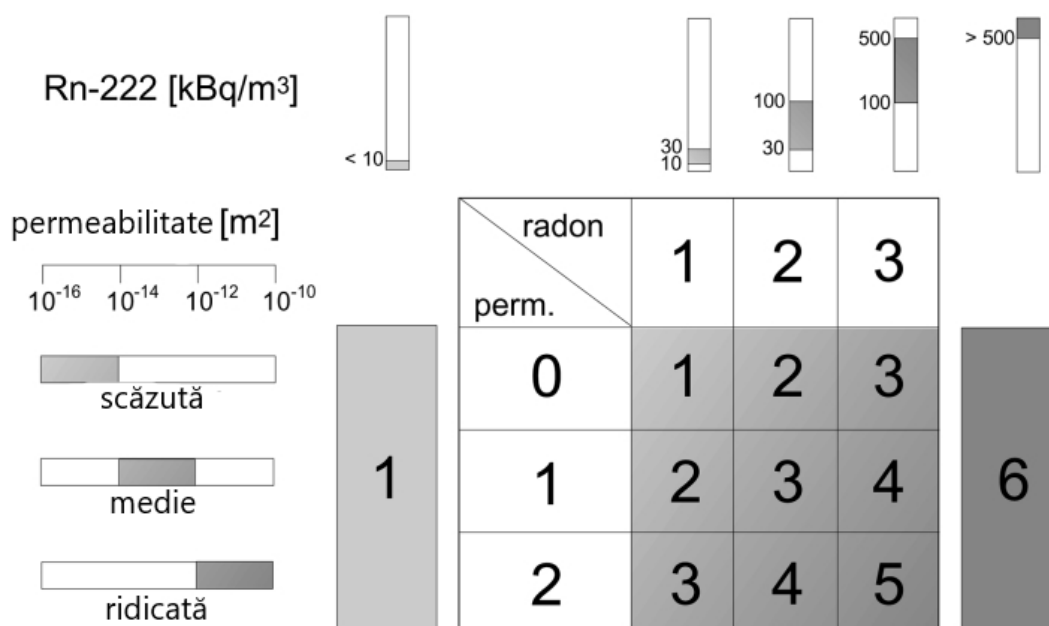 Rn-222 [kBq/m³]
< 10
30
10
100
30
500
100
> 500
permeabilitate [m²]
10⁻¹⁶ 10⁻¹⁴ 10⁻¹² 10⁻¹⁰
scăzută
medie
ridicată
radon
perm.
1 2 3
0 1 2 3
1 1 2 3 4 6
2 3 4 5